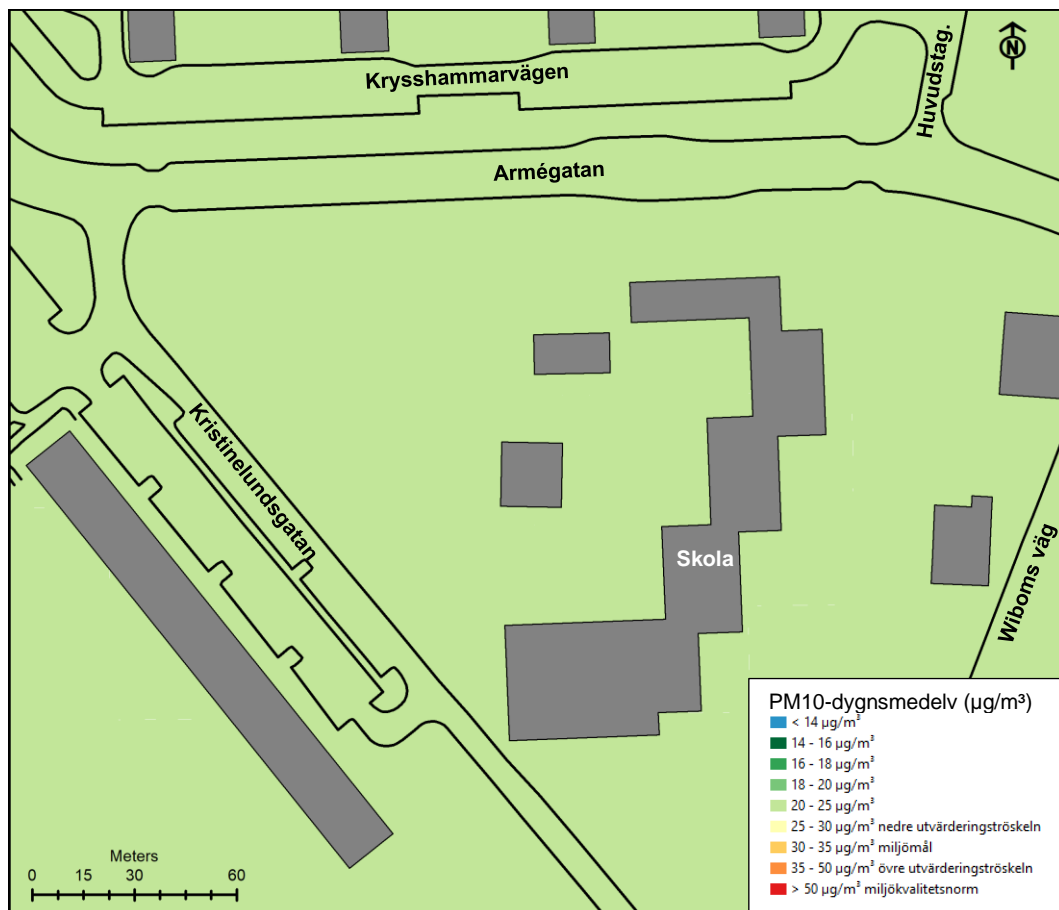 Huvudstag.
N
Krysshammarvägen
Armégatan
Kristinelundsgatan
Skola
Wiboms väg
PM10-dygnsmedelv (µg/m³)
< 14 µg/m³
14 - 16 µg/m³
16 - 18 µg/m³
18 - 20 µg/m³
20 - 25 µg/m³
25 - 30 µg/m³ nedre utvärderingströskeln
30 - 35 µg/m³ miljömål
35 - 50 µg/m³ övre utvärderingströskeln
> 50 µg/m³ miljökvalitetsnorm
Meters
0 15 30 60